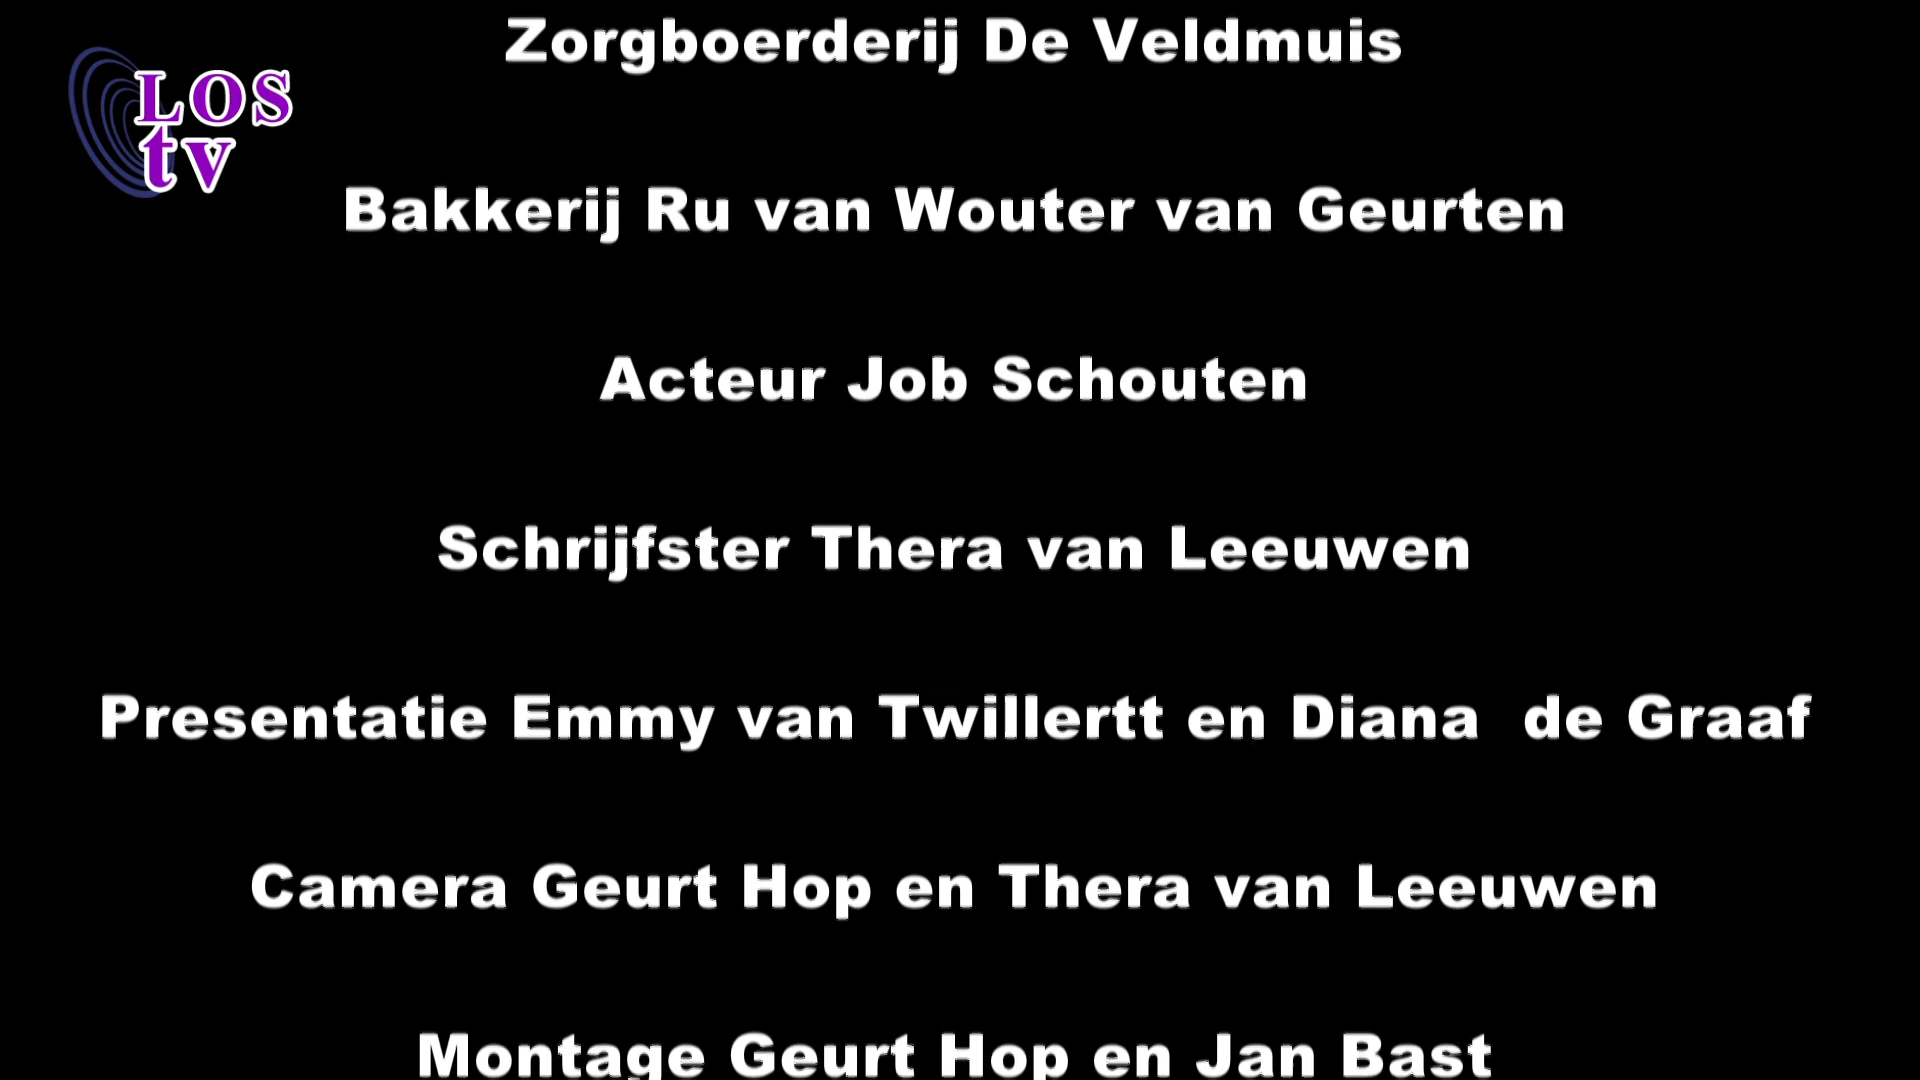 Zorgboerderij De Veldmuis
LOS
tv
Bakkerij Ru van Wouter van Geurten
Acteur Job Schouten
Schrijfster Thera van Leeuwen
Presentatie Emmy van Twillertt en Diana  de Graaf
Camera Geurt Hop en Thera van Leeuwen
Montage Geurt Hop en Jan Bast